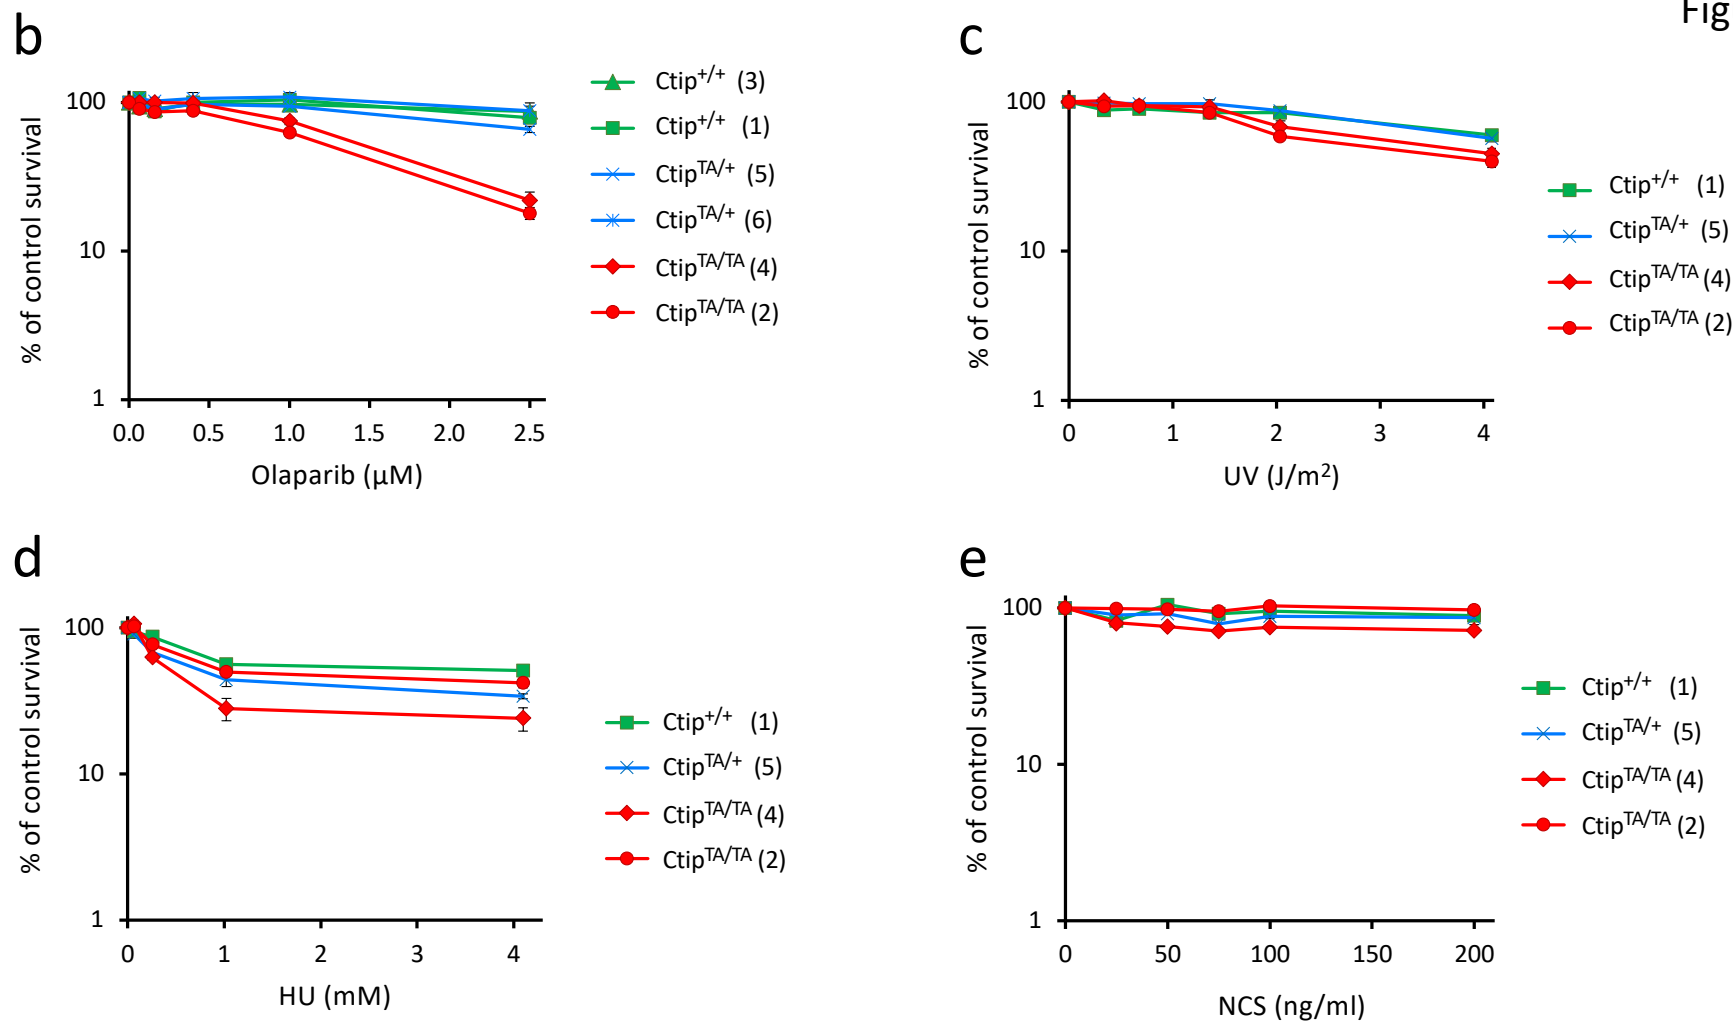 Fig
b
100
10
1
% of control survival
0.0 0.5 1.0 1.5 2.0 2.5
Olaparib (μM)
Ctip+/+ (3)
Ctip+/+ (1)
CtipTA/+ (5)
CtipTA/+ (6)
CtipTA/TA (4)
CtipTA/TA (2)
c
100
10
1
% of control survival
0 1 2 3 4
UV (J/m2)
Ctip+/+ (1)
CtipTA/+ (5)
CtipTA/TA (4)
CtipTA/TA (2)
d
100
10
1
% of control survival
0 1 2 3 4
HU (mM)
Ctip+/+ (1)
CtipTA/+ (5)
CtipTA/TA (4)
CtipTA/TA (2)
e
100
10
1
% of control survival
0 50 100 150 200
NCS (ng/ml)
Ctip+/+ (1)
CtipTA/+ (5)
CtipTA/TA (4)
CtipTA/TA (2)